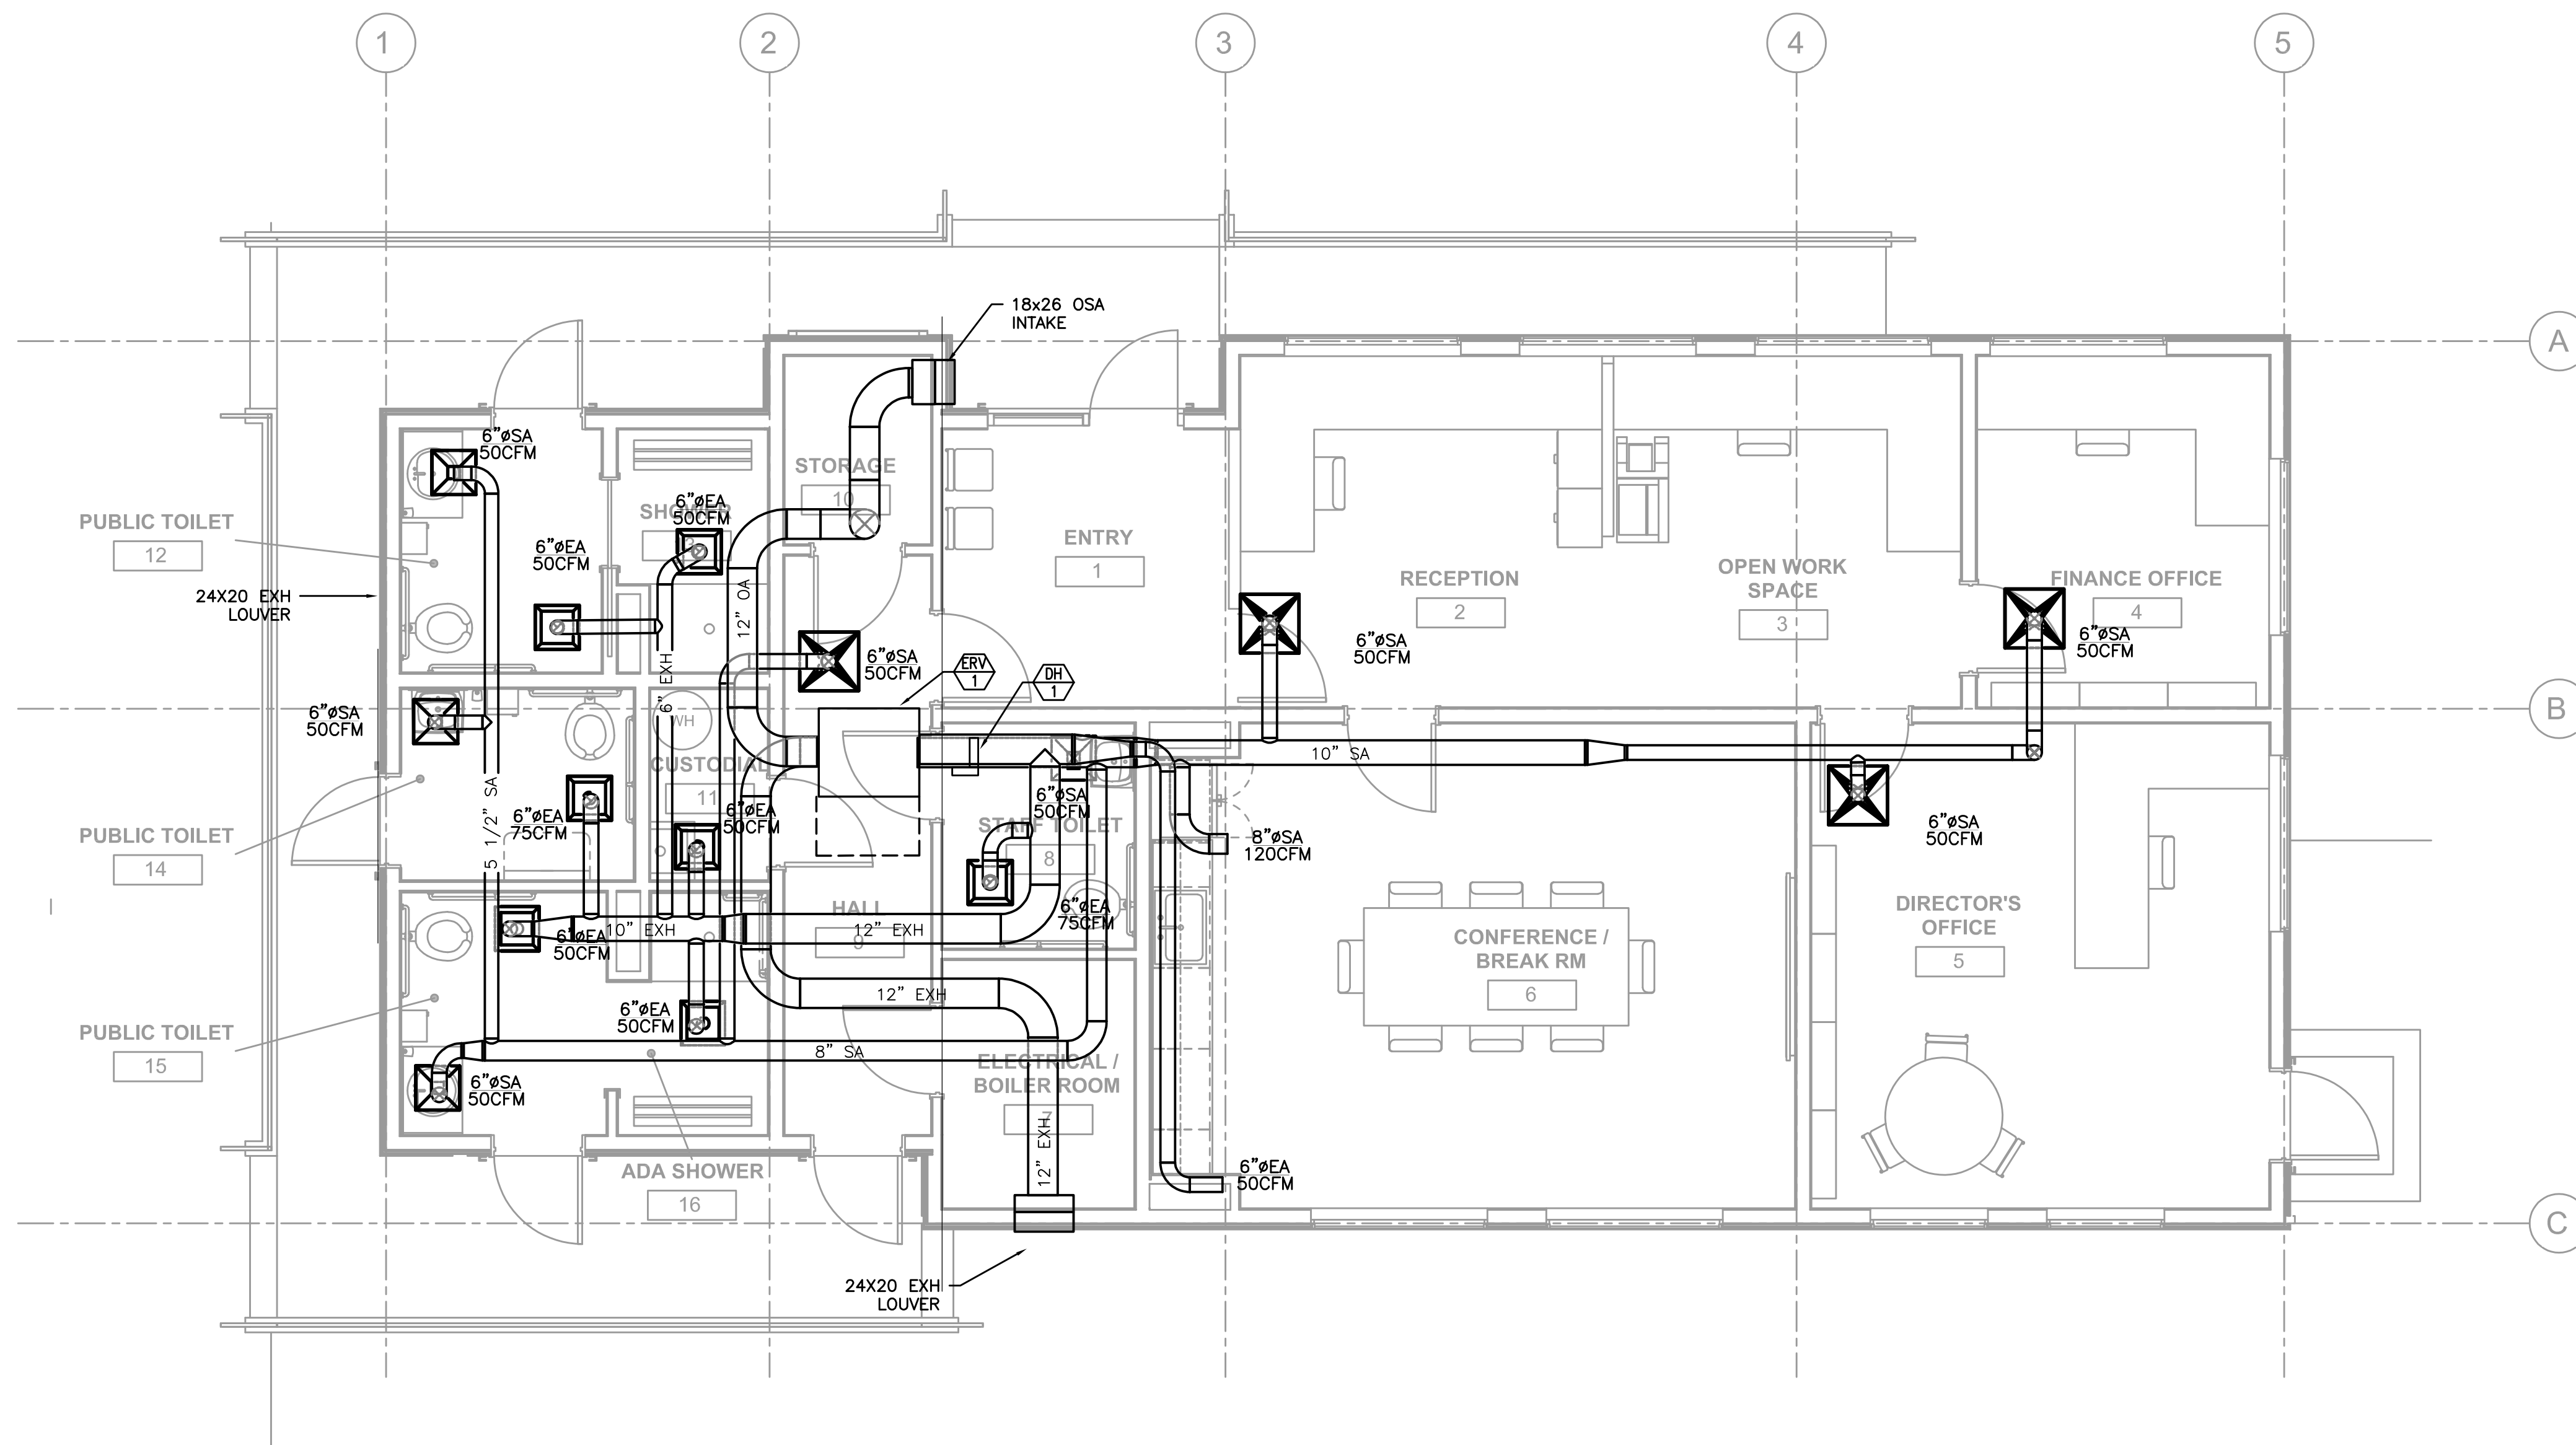 1
2
3
4
5
A
B
C
18x26 OSA
INTAKE
6"øSA
50CFM
STORAGE
10
6"øEA
50CFM
SHOWER
PUBLIC TOILET
12
6"øEA
50CFM
ENTRY
1
12" OA
24X20 EXH
LOUVER
RECEPTION
2
OPEN WORK
SPACE
3
FINANCE OFFICE
4
6"øSA
50CFM
6"øSA
50CFM
6"øSA
50CFM
ERV
1
DH
1
6" EXH
6"øSA
50CFM
WH
CUSTODIAL
11
10" SA
5 1/2" SA
6"øEA
75CFM
6"øEA
50CFM
6"øSA
50CFM
STAFF TOILET
8
8"øSA
120CFM
6"øSA
50CFM
PUBLIC TOILET
14
DIRECTOR'S
OFFICE
5
HALL
9
6"øEA
75CFM
6"øEA
50CFM
10" EXH
12" EXH
CONFERENCE /
BREAK RM
6
12" EXH
6"øEA
50CFM
PUBLIC TOILET
15
8" SA
ELECTRICAL /
BOILER ROOM
7
6"øSA
50CFM
12" EXH
ADA SHOWER
16
6"øEA
50CFM
24X20 EXH
LOUVER